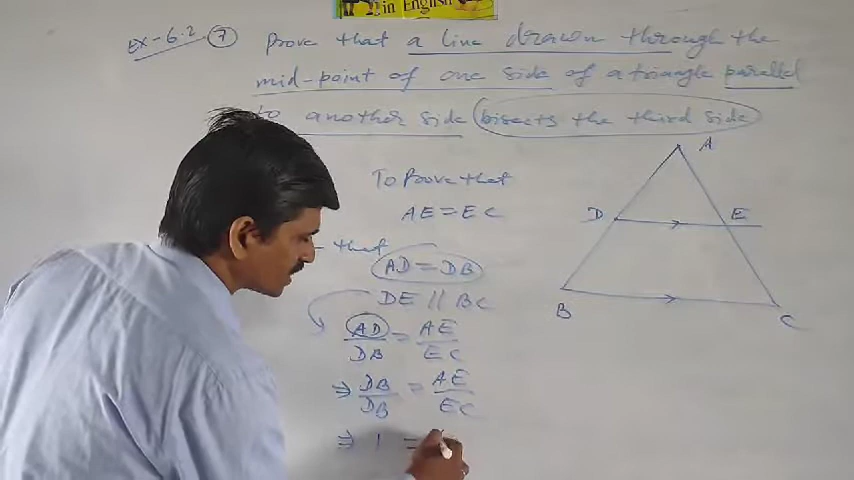 in English
Ex-6.2 7 Prove that a line drawn through the
mid-point of one side of a triangle parallel
to another side bisects the third side
To Prove that
AE = EC
that
AD = DB
DE // BC
AD/DB = AE/EC
⇒ DB/DB = AE/EC
⇒ 1 =
A
D E
B C